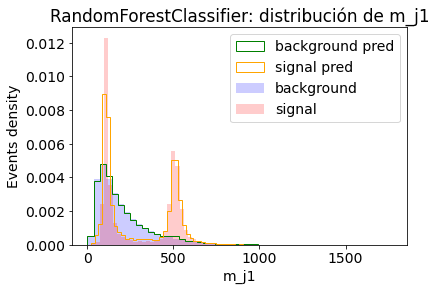 RandomForestClassifier: distribución de m_j1
background pred
signal pred
background
signal
Events density
0.012
0.010
0.008
0.006
0.004
0.002
0.000
0
500
1000
1500
m_j1